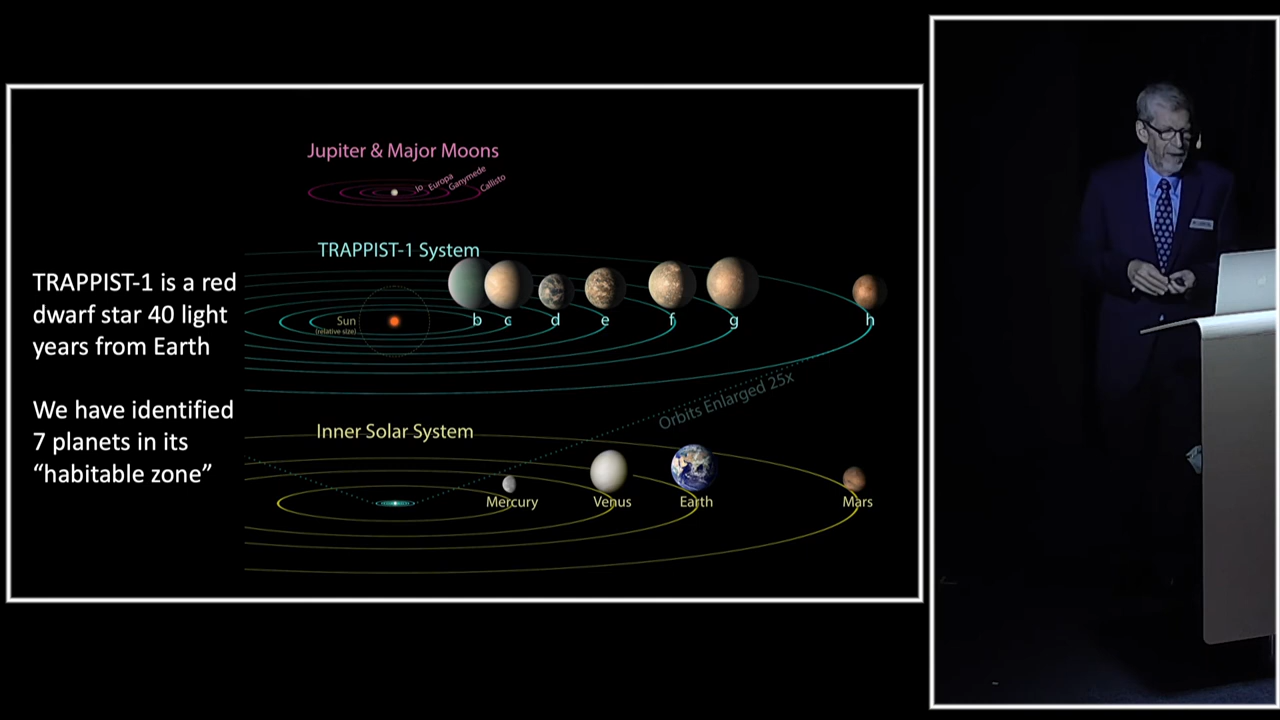 Jupiter & Major Moons
Io
Europa
Ganymede
Callisto
TRAPPIST-1 System
Sun
(relative size)
b c d e f g h
TRAPPIST-1 is a red
dwarf star 40 light
years from Earth
We have identified
7 planets in its
“habitable zone”
Orbits Enlarged 25x
Inner Solar System
Mercury
Venus
Earth
Mars